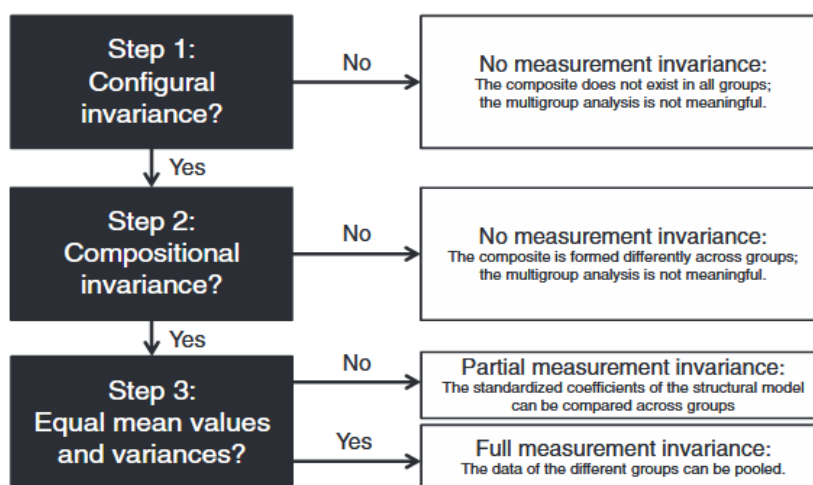 Step 1:
Configural
invariance?
No
No measurement invariance:
The composite does not exist in all groups;
the multigroup analysis is not meaningful.
Yes
Step 2:
Compositional
invariance?
No
No measurement invariance:
The composite is formed differently across groups;
the multigroup analysis is not meaningful.
Yes
Step 3:
Equal mean values
and variances?
No
Partial measurement invariance:
The standardized coefficients of the structural model
can be compared across groups
Yes
Full measurement invariance:
The data of the different groups can be pooled.